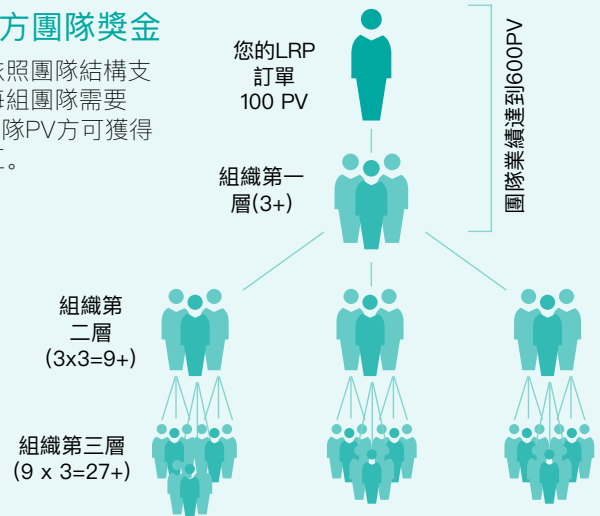 方團隊獎金
依照團隊結構支
每組團隊需要
隊PV方可獲得
。
您的LRP
訂單
100 PV
團隊業績達到600PV
組織第一
層(3+)
組織第
二層
(3x3=9+)
組織第三層
(9 x 3=27+)